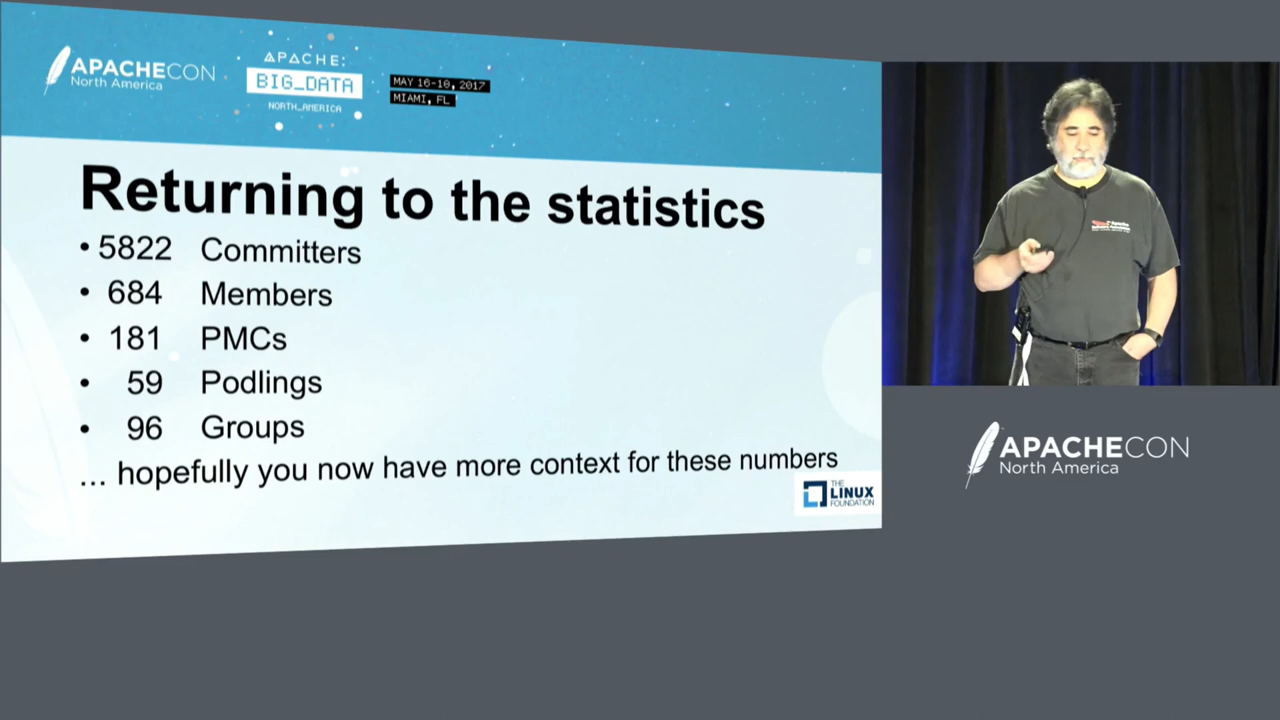 APACHECON
North America
APACHE:
BIG_DATA
NORTH_AMERICA
MAY 16-18, 2017
MIAMI, FL
Returning to the statistics
• 5822 Committers
• 684 Members
• 181 PMCs
• 59 Podlings
• 96 Groups
... hopefully you now have more context for these numbers
THE
LINUX
FOUNDATION
APACHECON
North America